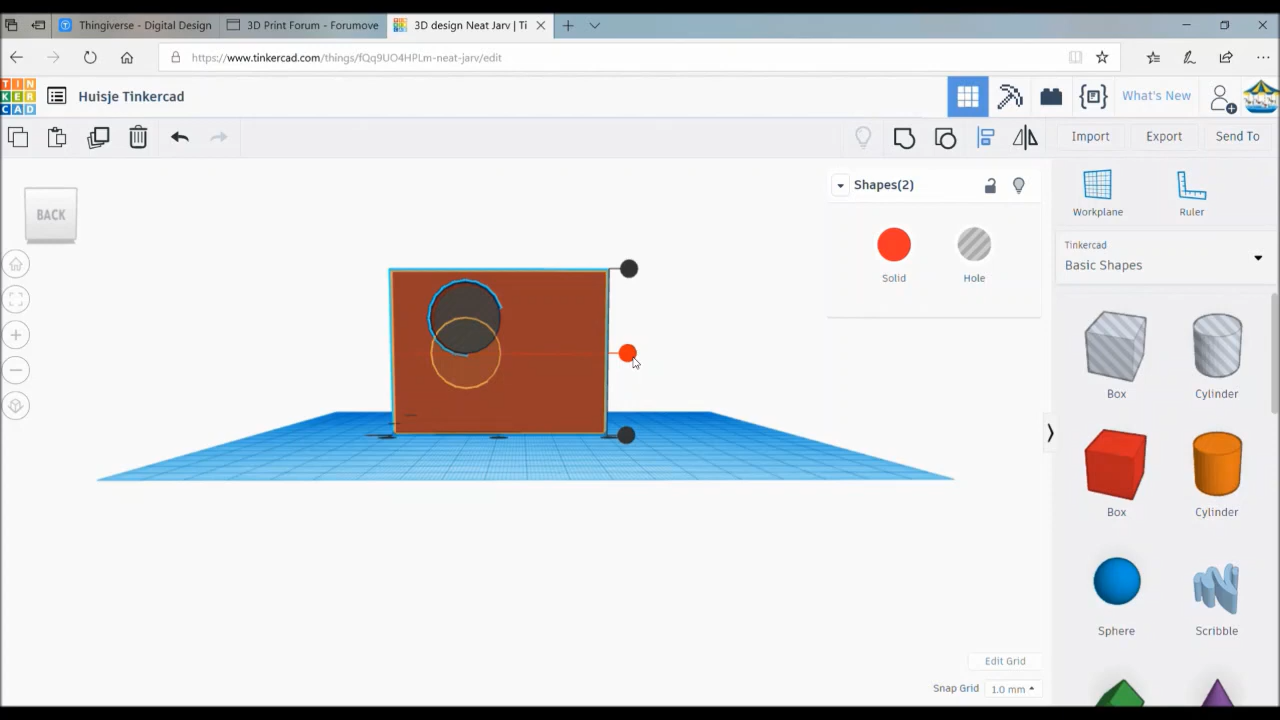 Thingiverse - Digital Design
3D Print Forum - Forumove
3D design Neat Jarv | Ti
https://www.tinkercad.com/things/fQq9UO4HPLm-neat-jarv/edit
TIN
KER
CAD
Huisje Tinkercad
What's New
Import
Export
Send To
BACK
Shapes(2)
Solid
Hole
Workplane
Ruler
Tinkercad
Basic Shapes
Box
Cylinder
Box
Cylinder
Sphere
Scribble
Edit Grid
Snap Grid
1.0 mm